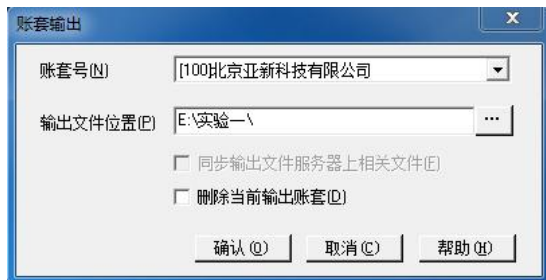 账套输出
x
账套号(N) [100]北京亚新科技有限公司
输出文件位置(P) E:\实验一\ ...
同步输出文件服务器上相关文件(F)
删除当前输出账套(D)
确认(O) 取消(C) 帮助(H)